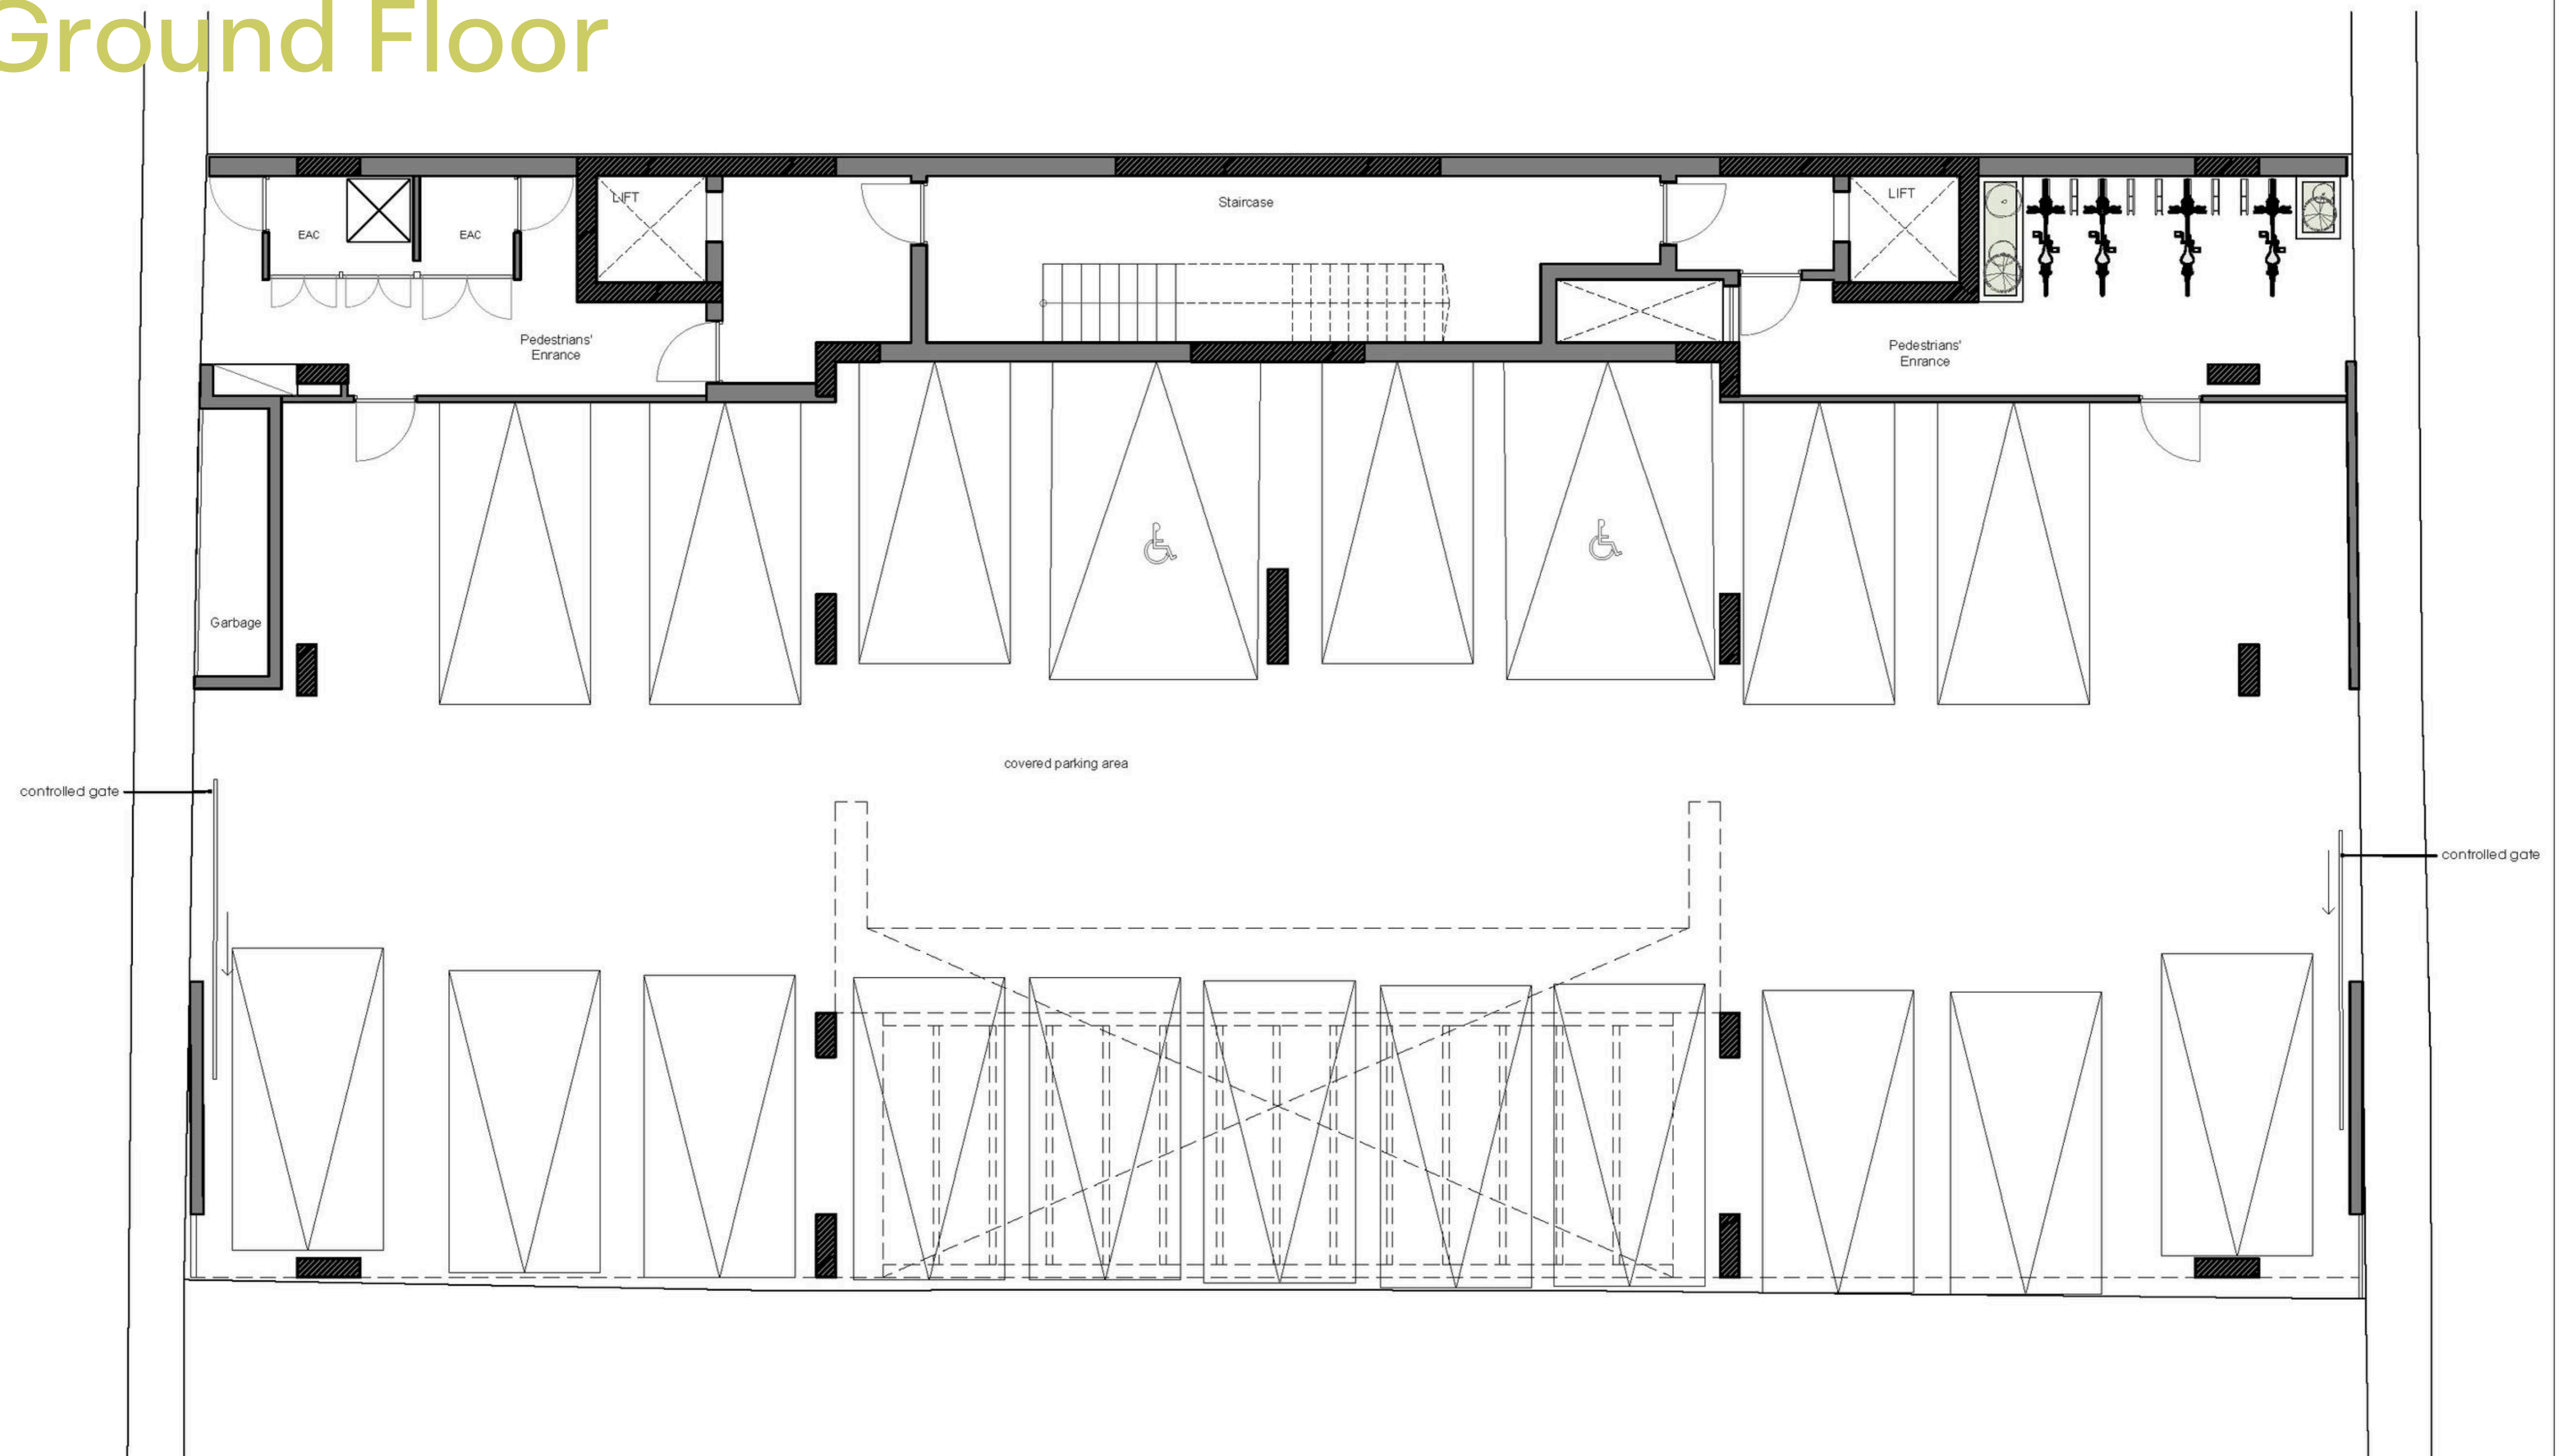 Ground Floor
LIFT
Staircase
LIFT
EAC
EAC
Pedestrians'
Enrance
Pedestrians'
Enrance
Garbage
covered parking area
controlled gate
controlled gate